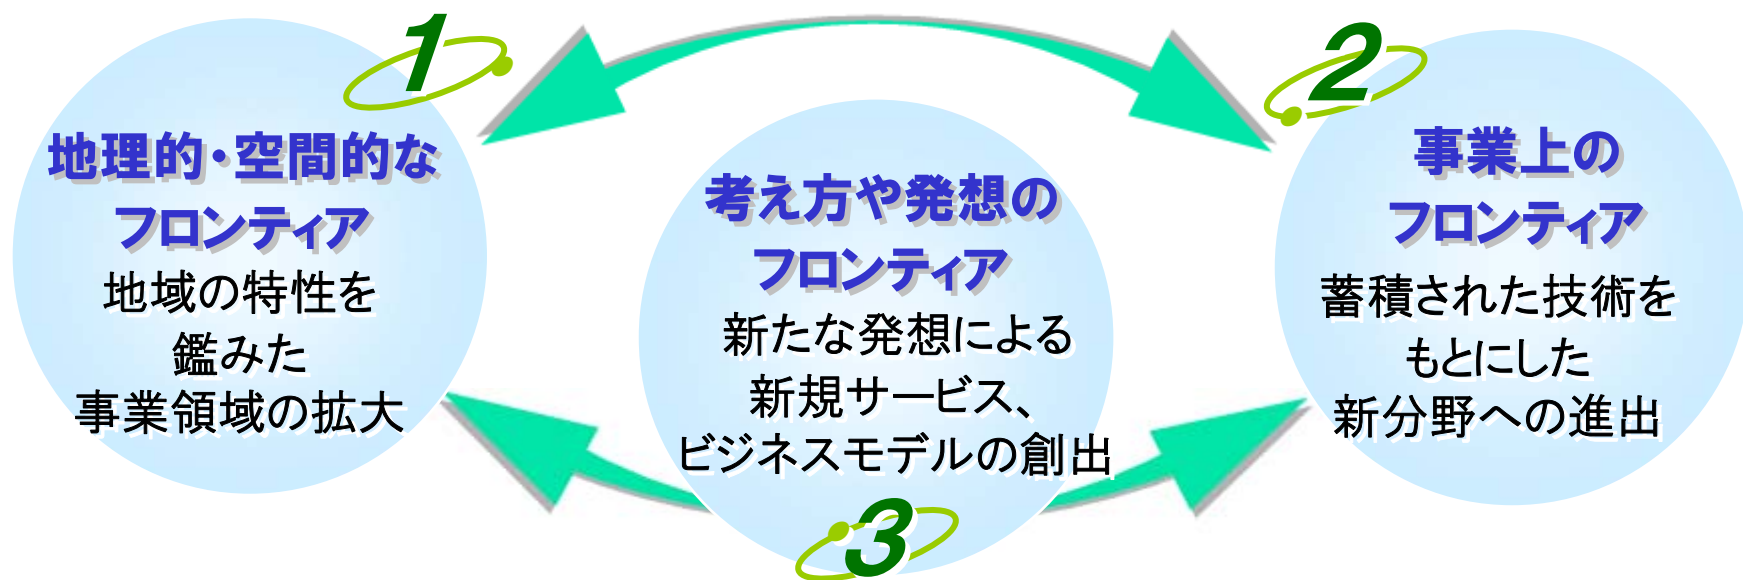 1
地理的・空間的な
フロンティア
地域の特性を
鑑みた
事業領域の拡大
2
事業上の
フロンティア
蓄積された技術を
もとにした
新分野への進出
考え方や発想の
フロンティア
新たな発想による
新規サービス、
ビジネスモデルの創出
3